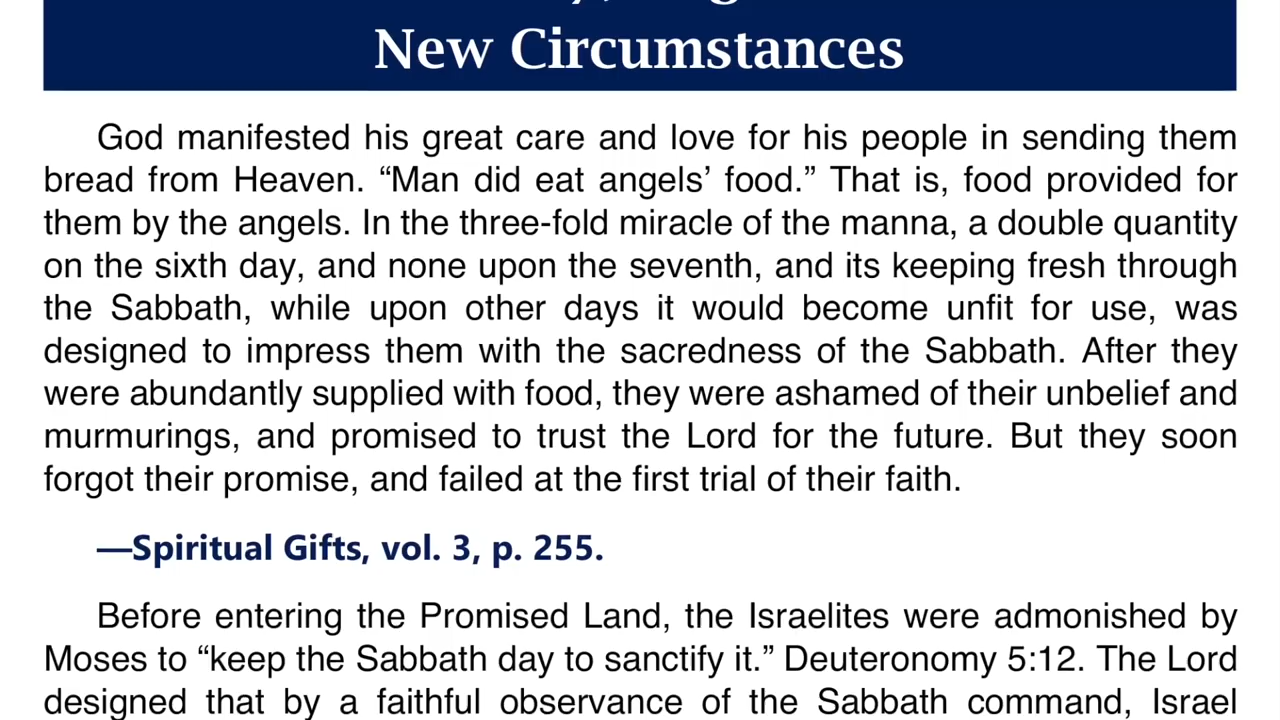 New Circumstances
God manifested his great care and love for his people in sending them
bread from Heaven. “Man did eat angels’ food.” That is, food provided for
them by the angels. In the three-fold miracle of the manna, a double quantity
on the sixth day, and none upon the seventh, and its keeping fresh through
the Sabbath, while upon other days it would become unfit for use, was
designed to impress them with the sacredness of the Sabbath. After they
were abundantly supplied with food, they were ashamed of their unbelief and
murmurings, and promised to trust the Lord for the future. But they soon
forgot their promise, and failed at the first trial of their faith.
—Spiritual Gifts, vol. 3, p. 255.
Before entering the Promised Land, the Israelites were admonished by
Moses to “keep the Sabbath day to sanctify it.” Deuteronomy 5:12. The Lord
designed that by a faithful observance of the Sabbath command, Israel